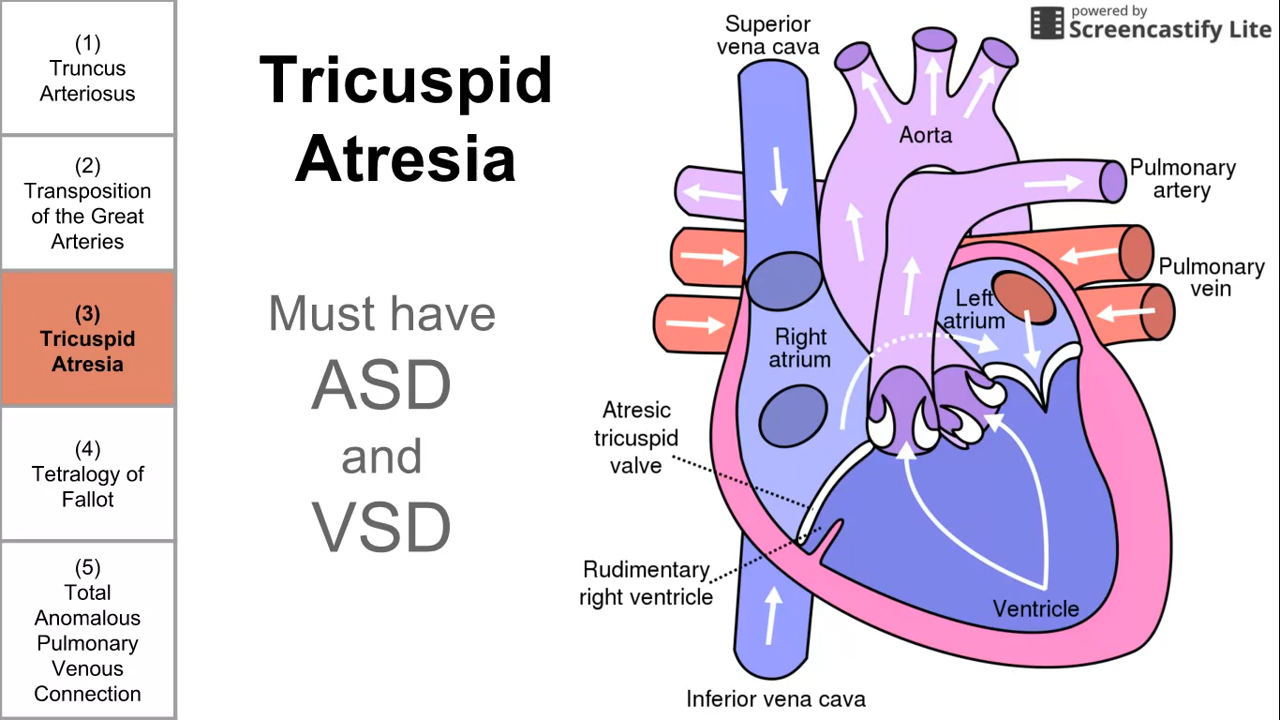 (1)
Truncus
Arteriosus
(2)
Transposition
of the Great
Arteries
(3)
Tricuspid
Atresia
(4)
Tetralogy of
Fallot
(5)
Total
Anomalous
Pulmonary
Venous
Connection
Tricuspid
Atresia
Must have
ASD
and
VSD
powered by
Screencastify Lite
Superior
vena cava
Aorta
Pulmonary
artery
Pulmonary
vein
Left
atrium
Right
atrium
Atresic
tricuspid
valve
Rudimentary
right ventricle
Ventricle
Inferior vena cava